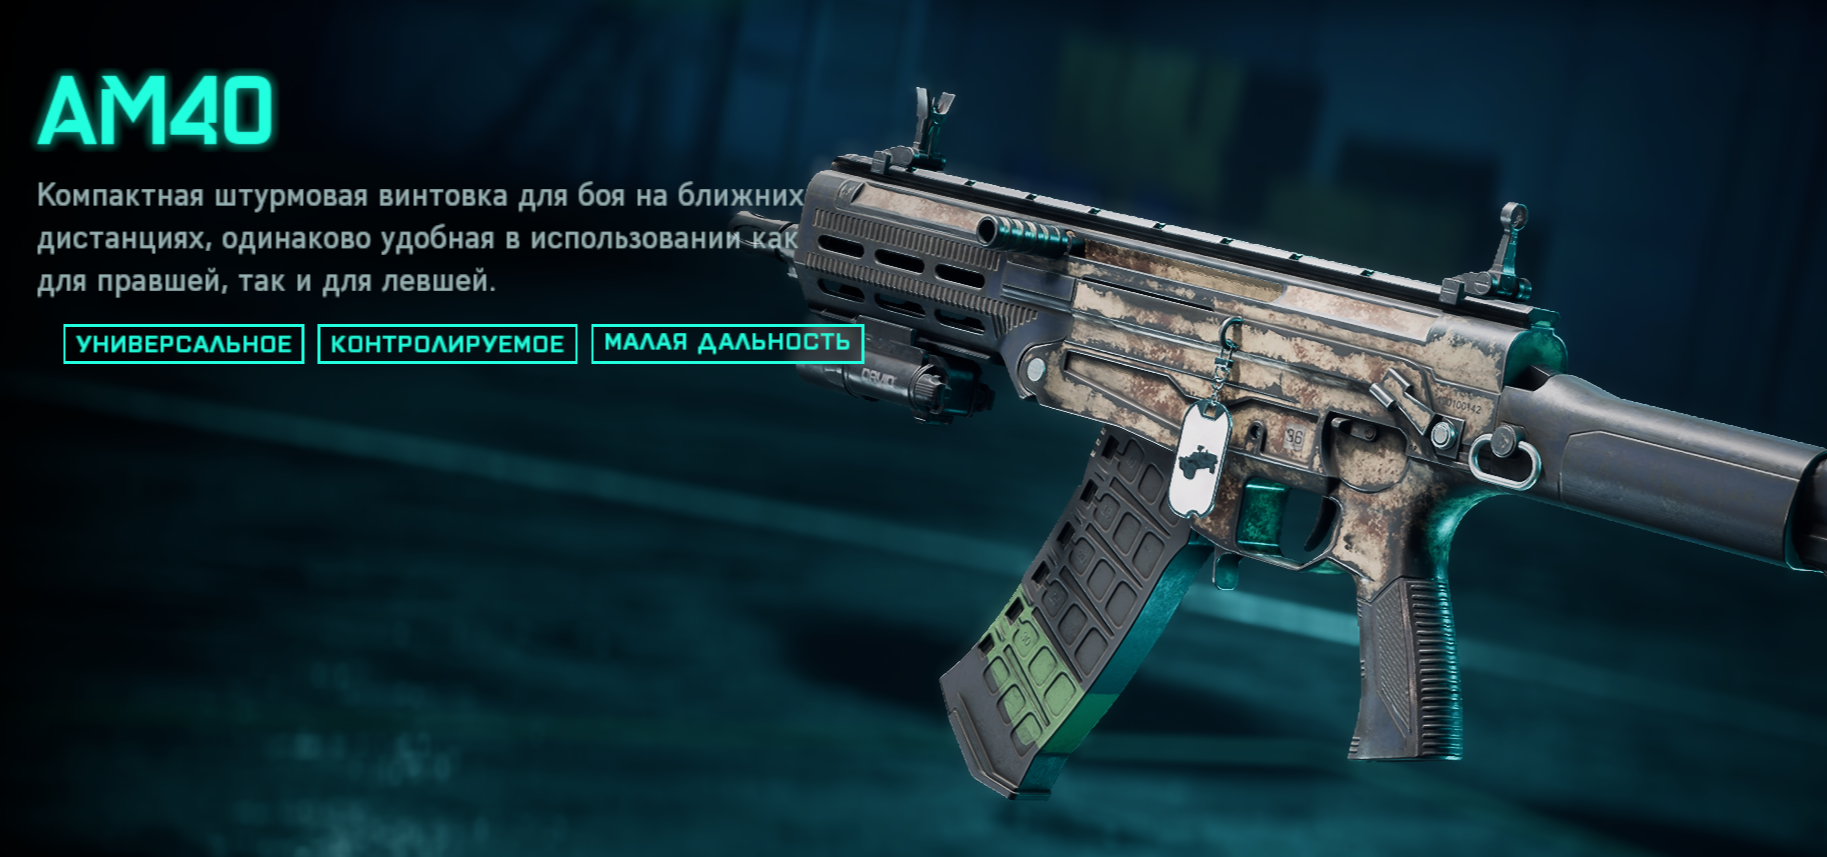 AM40
Компактная штурмовая винтовка для боя на ближних
дистанциях, одинаково удобная в использовании как
для правшей, так и для левшей.
УНИВЕРСАЛЬНОЕ КОНТРОЛИРУЕМОЕ МАЛАЯ ДАЛЬНОСТЬ
96